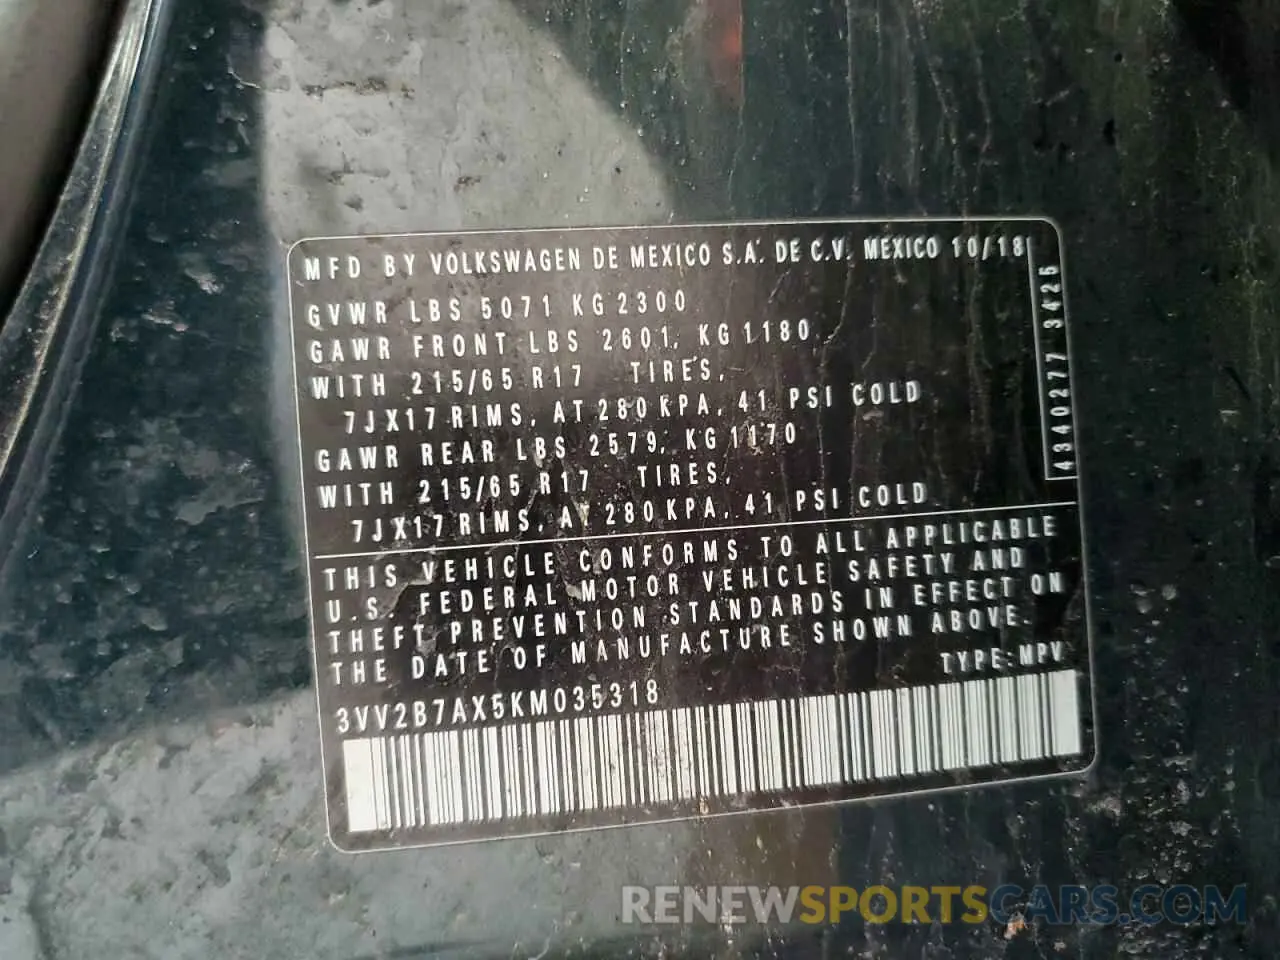 MFD BY VOLKSWAGEN DE MEXICO S.A. DE C.V. MEXICO 10/18
GVWR LBS 5071 KG 2300
GAWR FRONT LBS 2601, KG 1180,
WITH 215/65 R17 TIRES,
7JX17 RIMS, AT 280 KPA, 41 PSI COLD
GAWR REAR LBS 2579, KG 1170
WITH 215/65 R17 TIRES,
7JX17 RIMS, AT 280 KPA, 41 PSI COLD
4340277 3425
THIS VEHICLE CONFORMS TO ALL APPLICABLE
U.S. FEDERAL MOTOR VEHICLE SAFETY AND
THEFT PREVENTION STANDARDS IN EFFECT ON
THE DATE OF MANUFACTURE SHOWN ABOVE.
TYPE: MPV
3VV2B7AX5KM035318
RENEWSPORTSCARS.COM